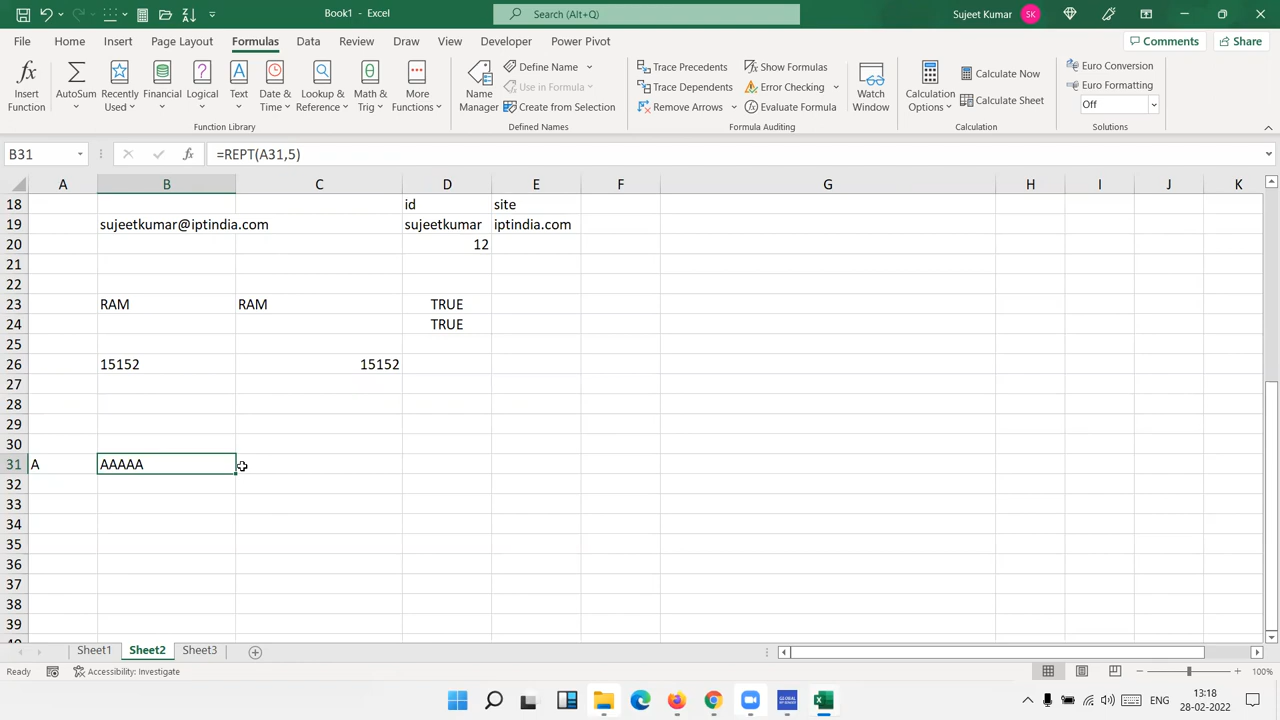 Book1 - Excel
Search (Alt+Q)
Sujeet Kumar
SK
File Home Insert Page Layout Formulas Data Review View Draw Developer Power Pivot
Comments
Share
Insert Function
AutoSum
Recently Used
Financial
Logical
Text
Date & Time
Lookup & Reference
Math & Trig
More Functions
Function Library
Name Manager
Define Name
Use in Formula
Create from Selection
Defined Names
Trace Precedents
Trace Dependents
Remove Arrows
Show Formulas
Error Checking
Evaluate Formula
Formula Auditing
Watch Window
Calculation Options
Calculate Now
Calculate Sheet
Calculation
Euro Conversion
Euro Formatting
Off
Solutions
B31
fx
=REPT(A31,5)
A B C D E F G H I J K
18 id site
19 sujeetkumar@iptindia.com sujeetkumar iptindia.com
20 12
21
22
23 RAM RAM TRUE
24 TRUE
25
26 15152 15152
27
28
29
30
31 A AAAAA
32
33
34
35
36
37
38
39
Sheet1 Sheet2 Sheet3
Ready
Accessibility: Investigate
100%
ENG
13:18
28-02-2022